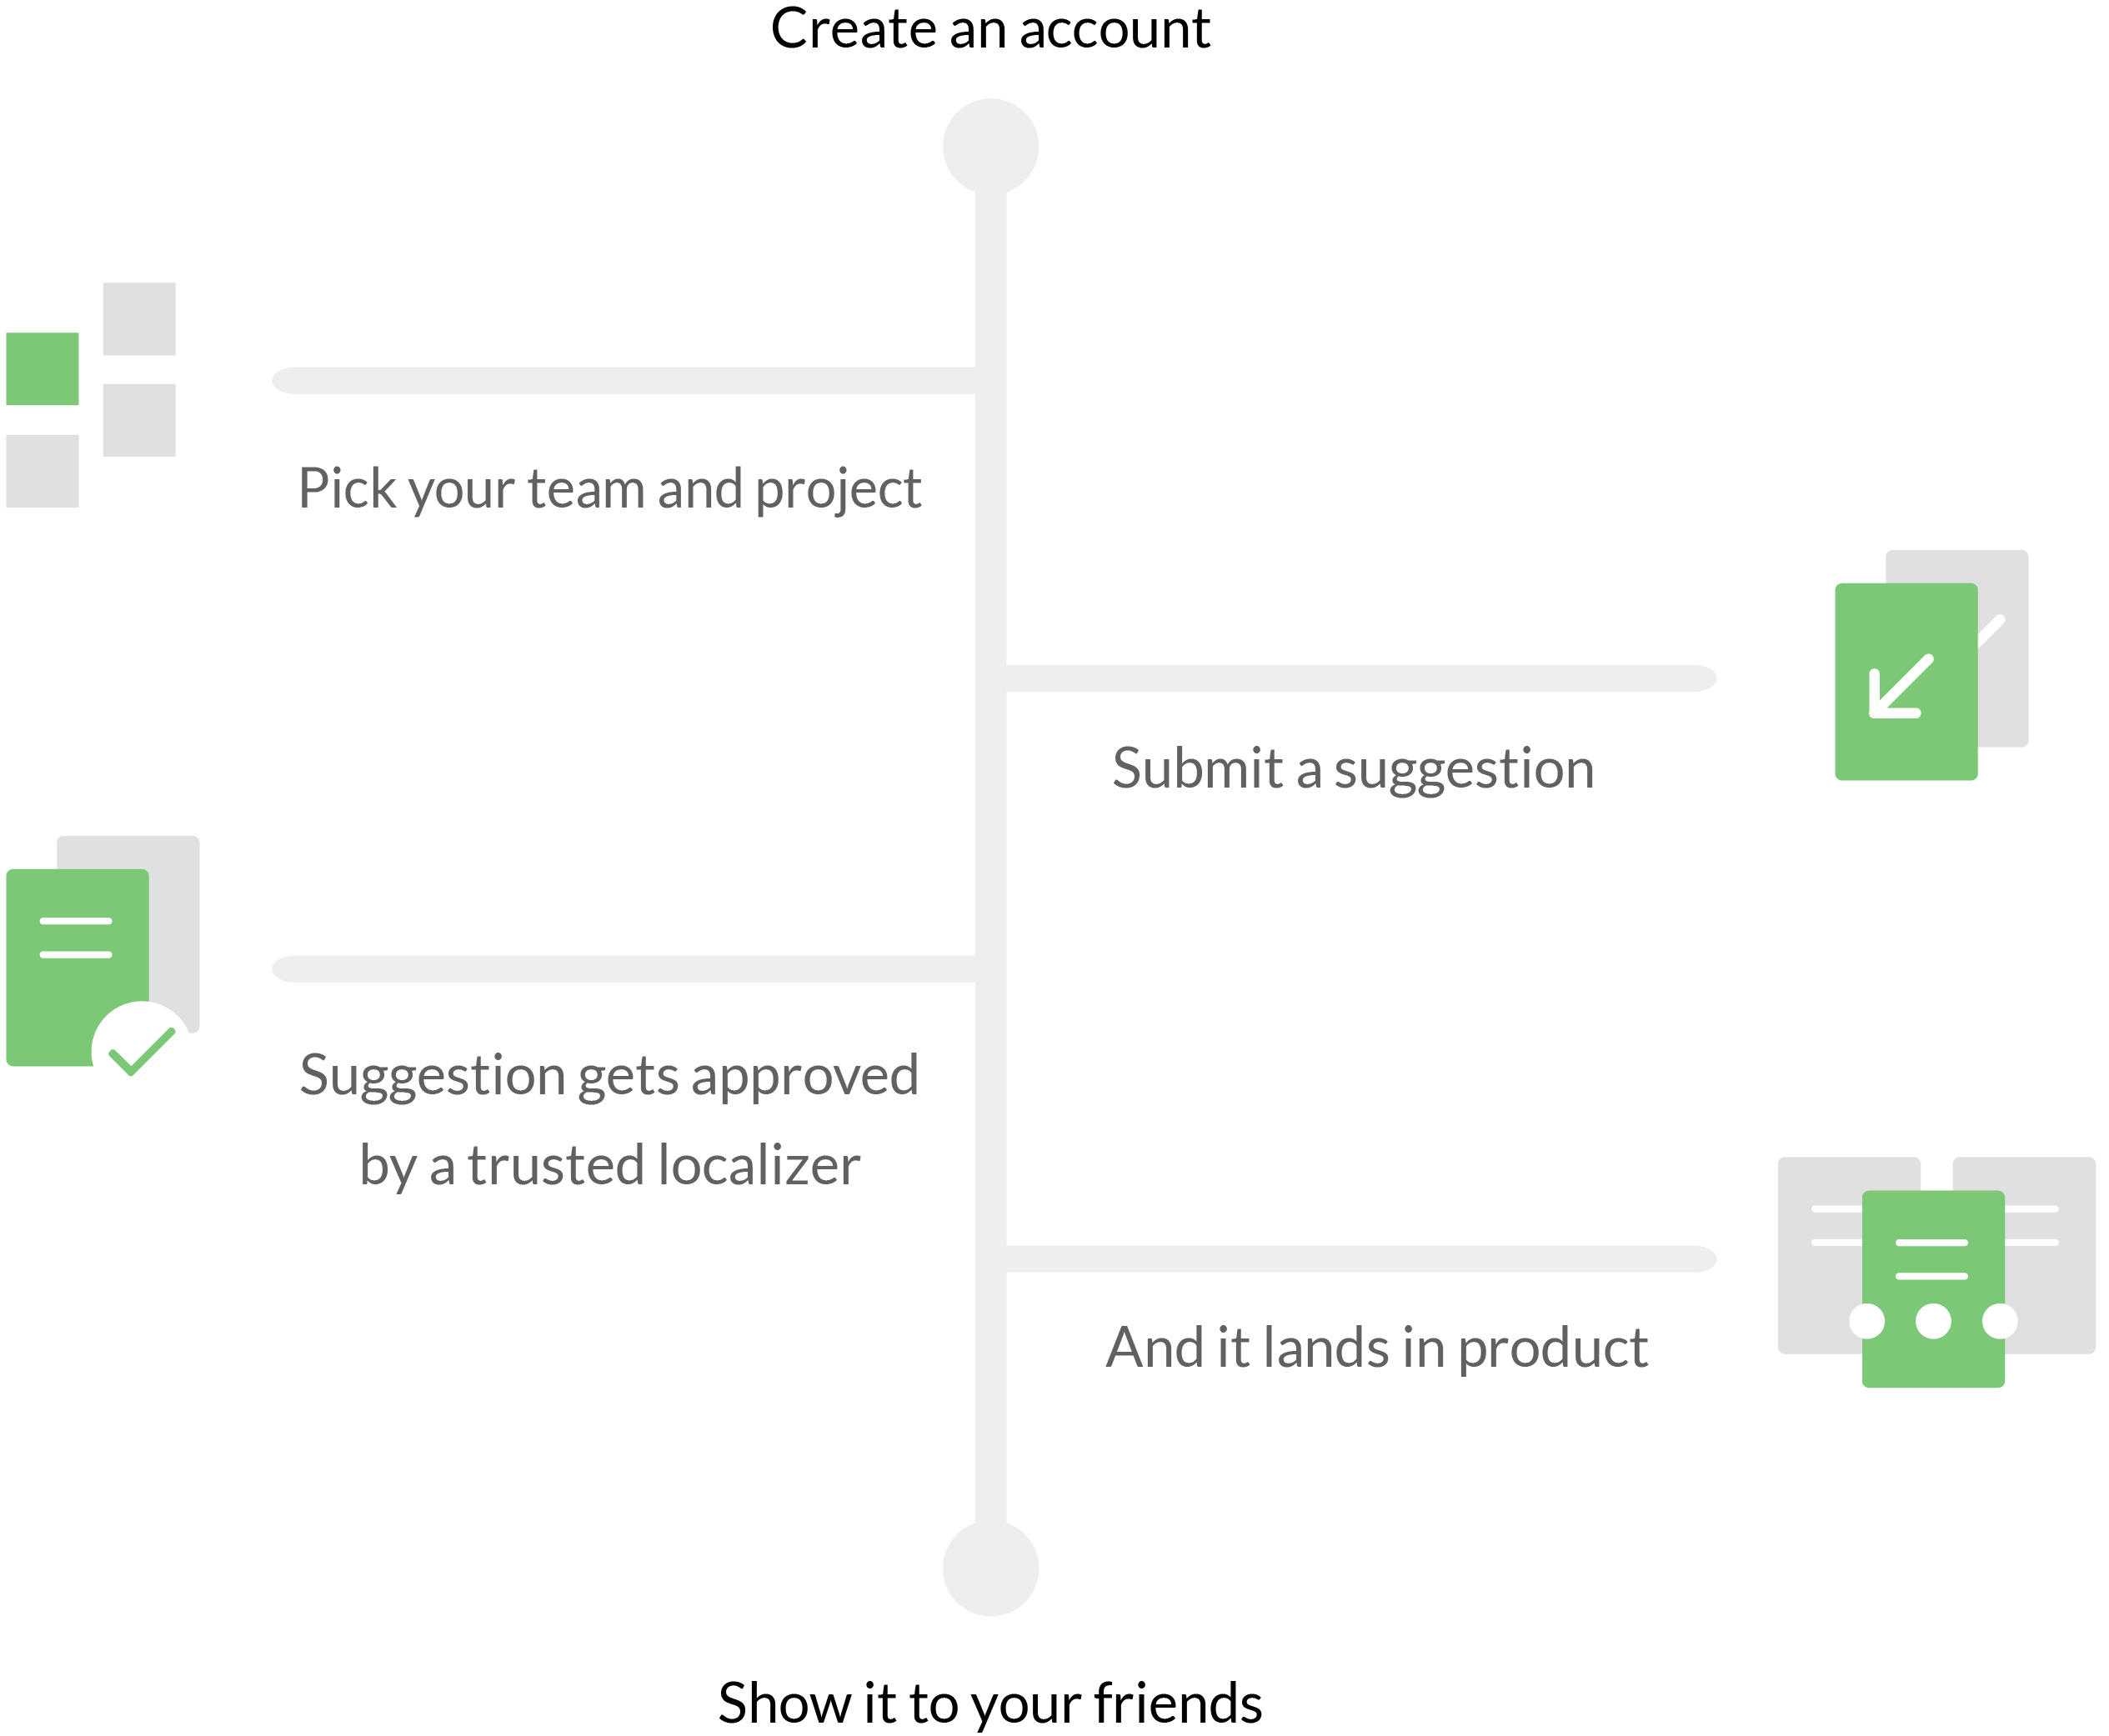 Create an account
Pick your team and project
Submit a suggestion
Suggestion gets approved
by a trusted localizer
And it lands in product
Show it to your friends